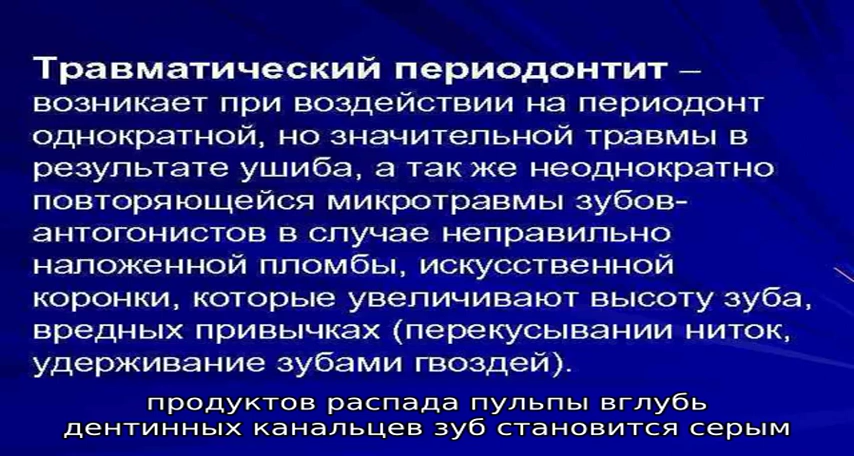 Травматический периодонтит –
возникает при воздействии на периодонт
однократной, но значительной травмы в
результате ушиба, а так же неоднократно
повторяющейся микротравмы зубов-
антогонистов в случае неправильно
наложенной пломбы, искусственной
коронки, которые увеличивают высоту зуба,
вредных привычках (перекусывании ниток,
удерживание зубами гвоздей).
продуктов распада пульпы вглубь
дентинных канальцев зуб становится серым